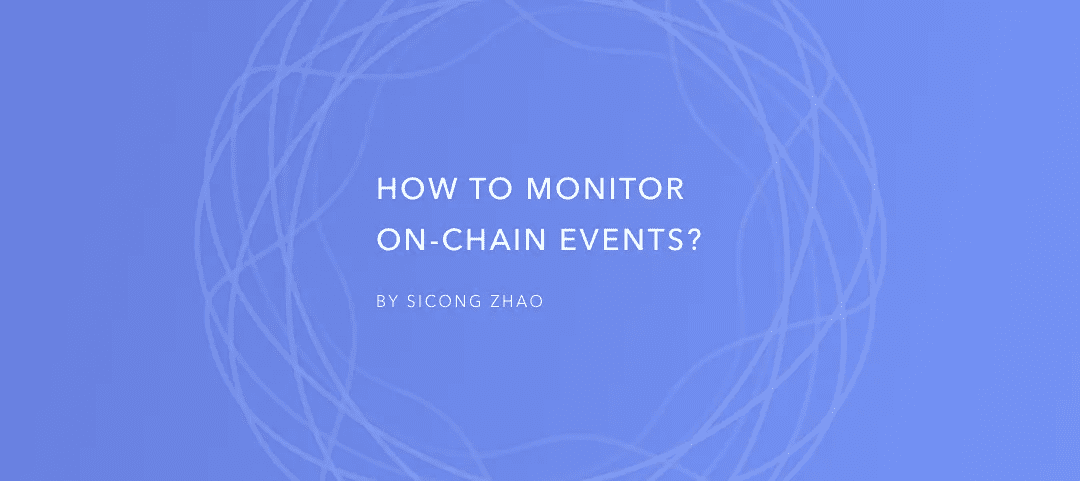 HOW TO MONITOR
ON-CHAIN EVENTS?
BY SICONG ZHAO